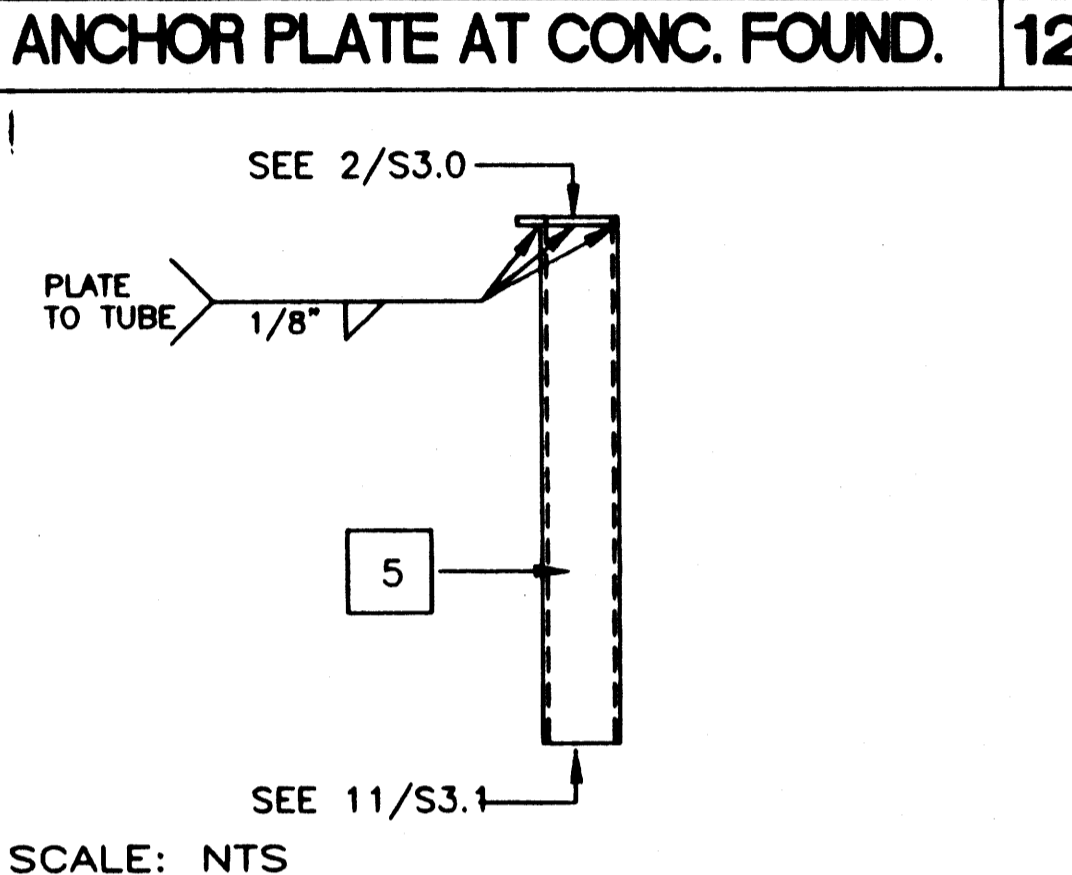 ANCHOR PLATE AT CONC. FOUND. 12
SEE 2/S3.0
PLATE
TO TUBE
1/8"
5
SEE 11/S3.1
SCALE: NTS